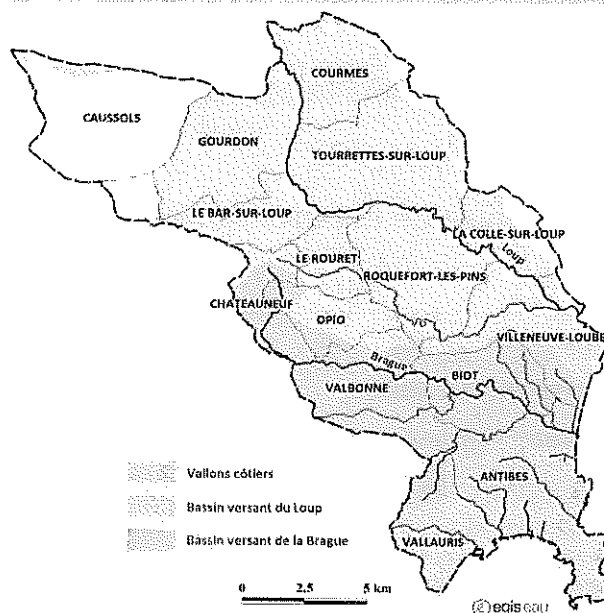 COURMES
CAUSSOLS
GOURDON
TOURRETTES-SUR-LOUP
LE BAR-SUR-LOUP
LA COLLE-SUR-LOUP
Loup
LE ROURET
ROQUEFORT-LES-PINS
CHATEAUNEUF
OPIO
VILLENEUVE-LOUBE
Brague
BIOT
VALBONNE
Vallons côtiers
ANTIBES
Bassin versant du Loup
Bassin versant de la Brague
VALLAURIS
0 2,5 5 km
egis eau